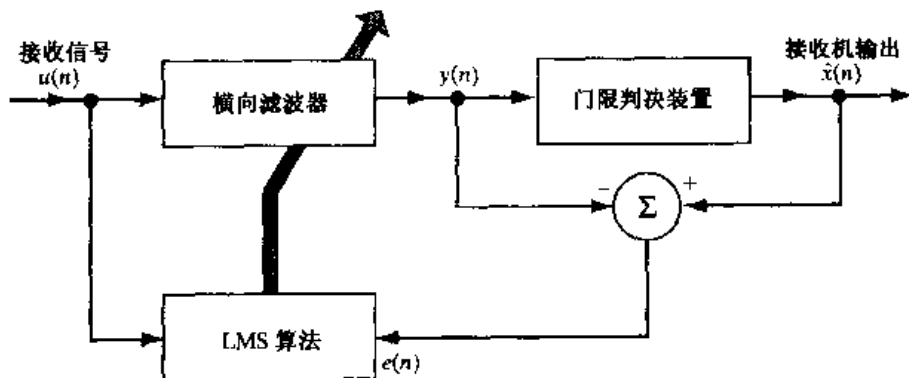 接收信号
u(n)
横向滤波器
y(n)
门限判决装置
接收机输出
x̂(n)
−
Σ
+
LMS 算法
e(n)